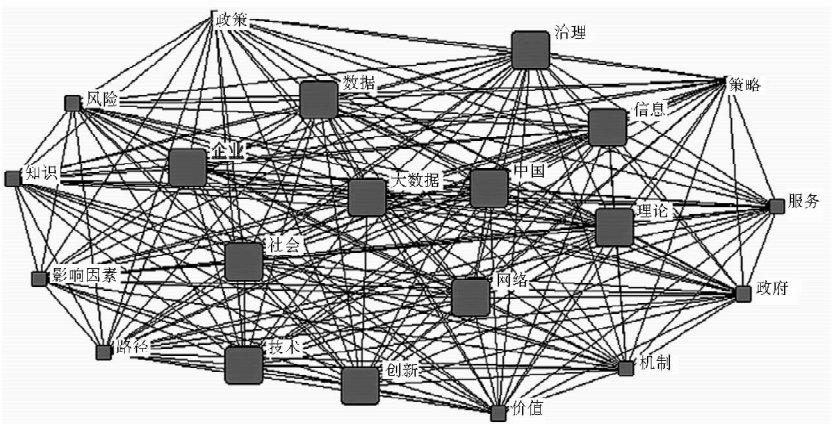 政策
治理
数据
策略
风险
信息
企业
知识
大数据
中国
服务
理论
社会
影响因素
网络
政府
路径
技术
创新
机制
价值